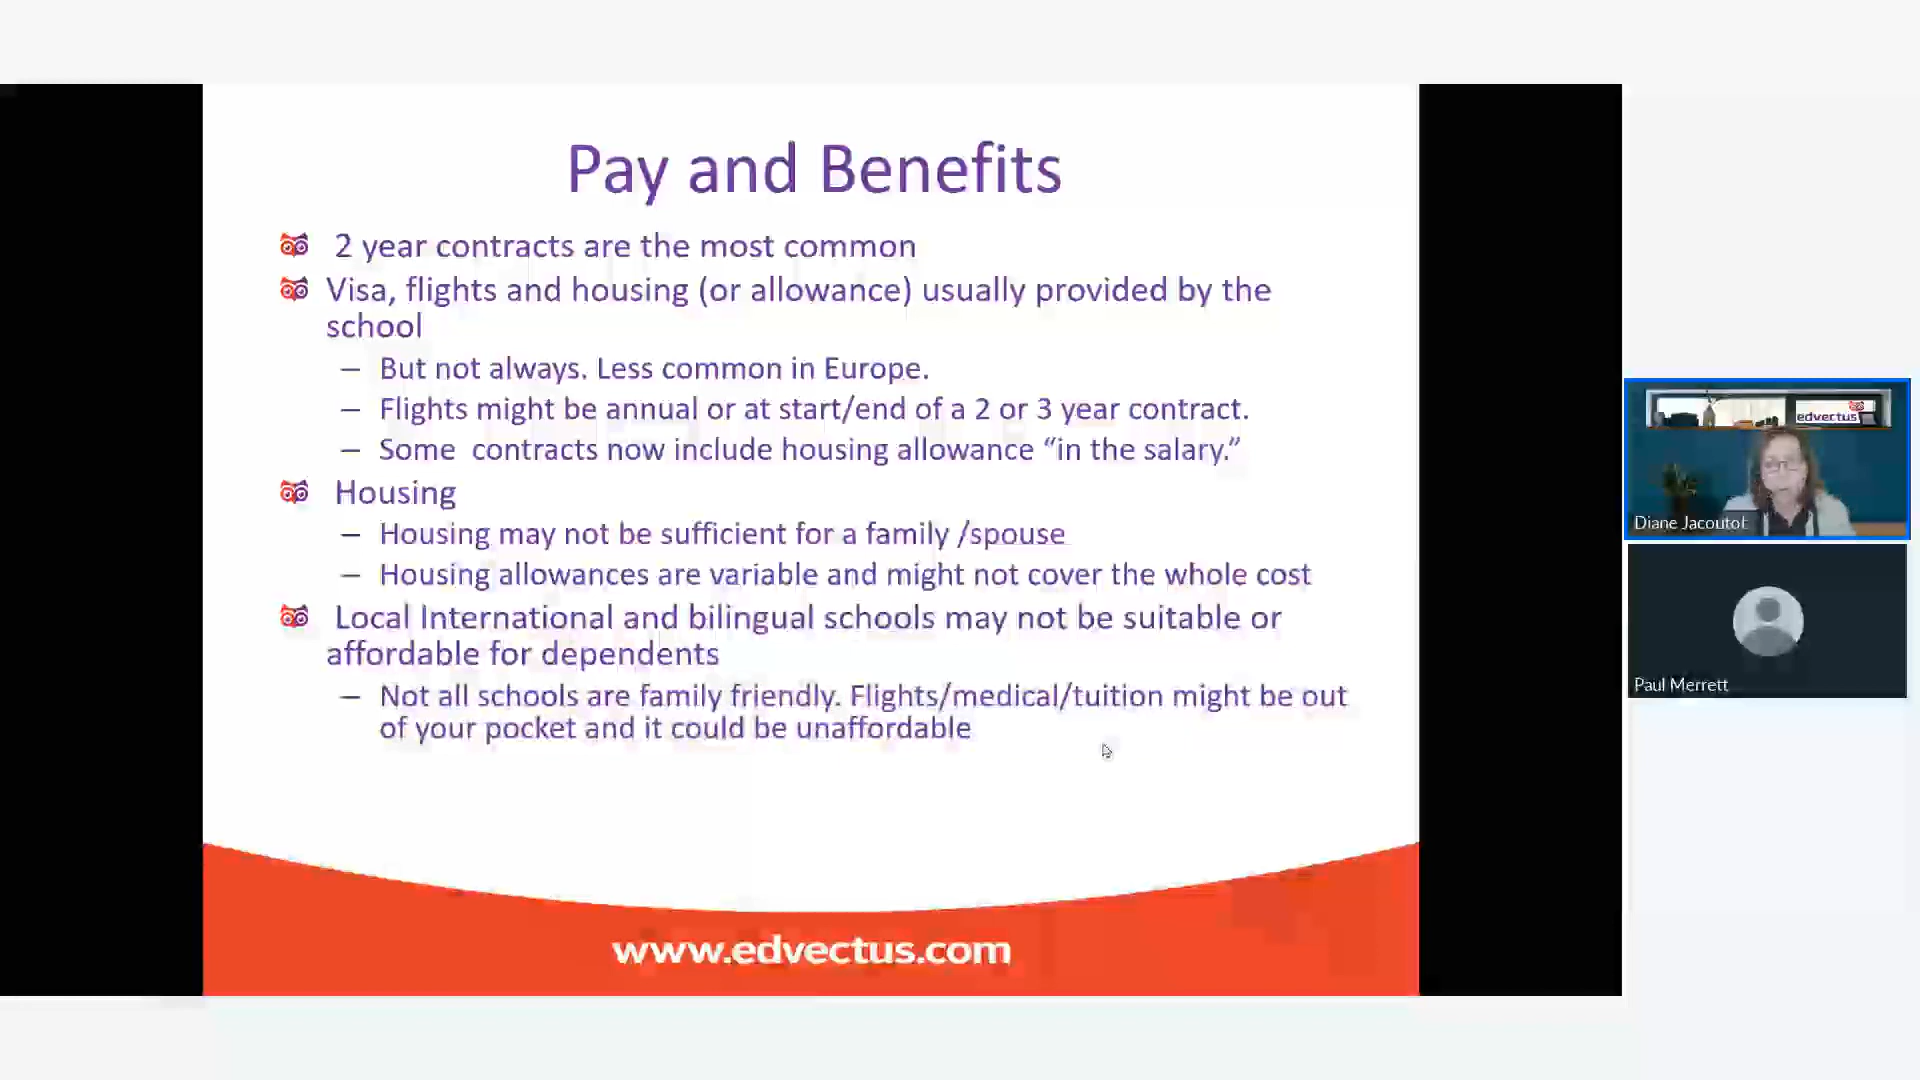 Pay and Benefits
2 year contracts are the most common
Visa, flights and housing (or allowance) usually provided by the
school
– But not always. Less common in Europe.
– Flights might be annual or at start/end of a 2 or 3 year contract.
– Some contracts now include housing allowance “in the salary.”
Housing
– Housing may not be sufficient for a family /spouse
– Housing allowances are variable and might not cover the whole cost
Local International and bilingual schools may not be suitable or
affordable for dependents
– Not all schools are family friendly. Flights/medical/tuition might be out
of your pocket and it could be unaffordable
www.edvectus.com
edvectus
Diane Jacoutot
Paul Merrett